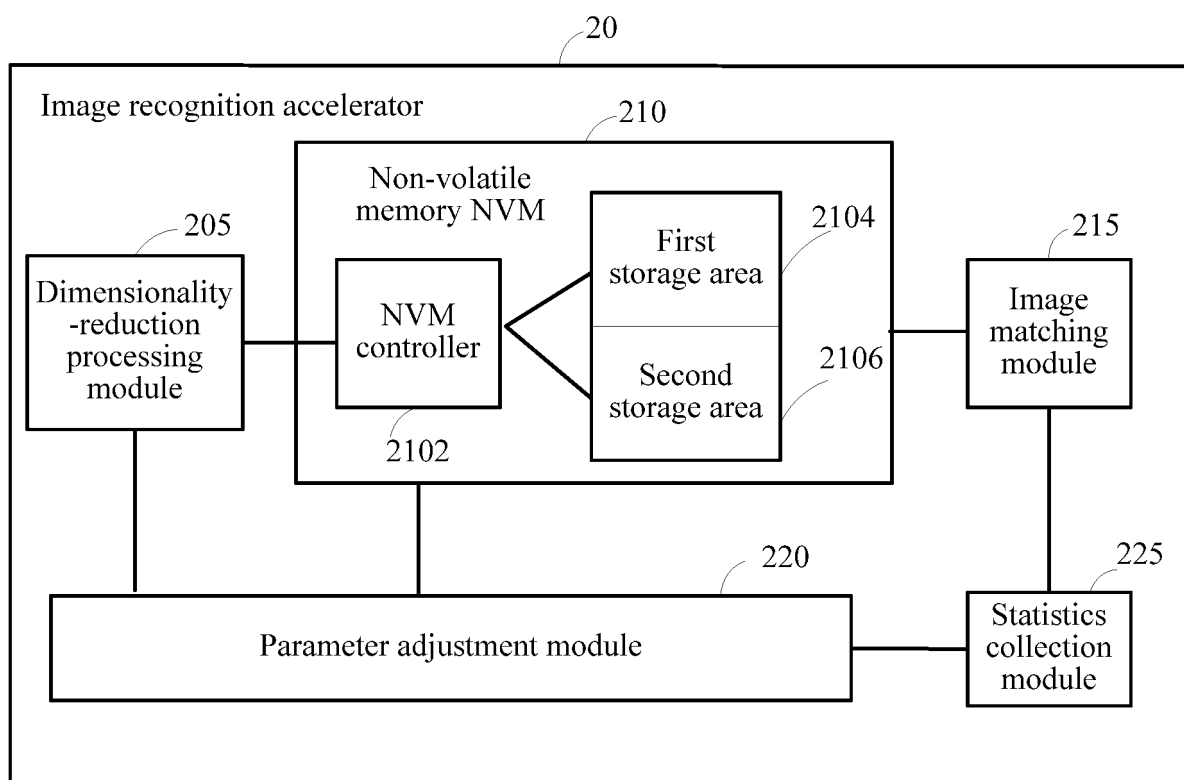 20
Image recognition accelerator
210
Non-volatile
memory NVM
205
2104
215
First
storage area
Dimensionality
-reduction
processing
module
NVM
controller
Image
matching
module
Second
storage area
2106
2102
220
225
Parameter adjustment module
Statistics
collection
module